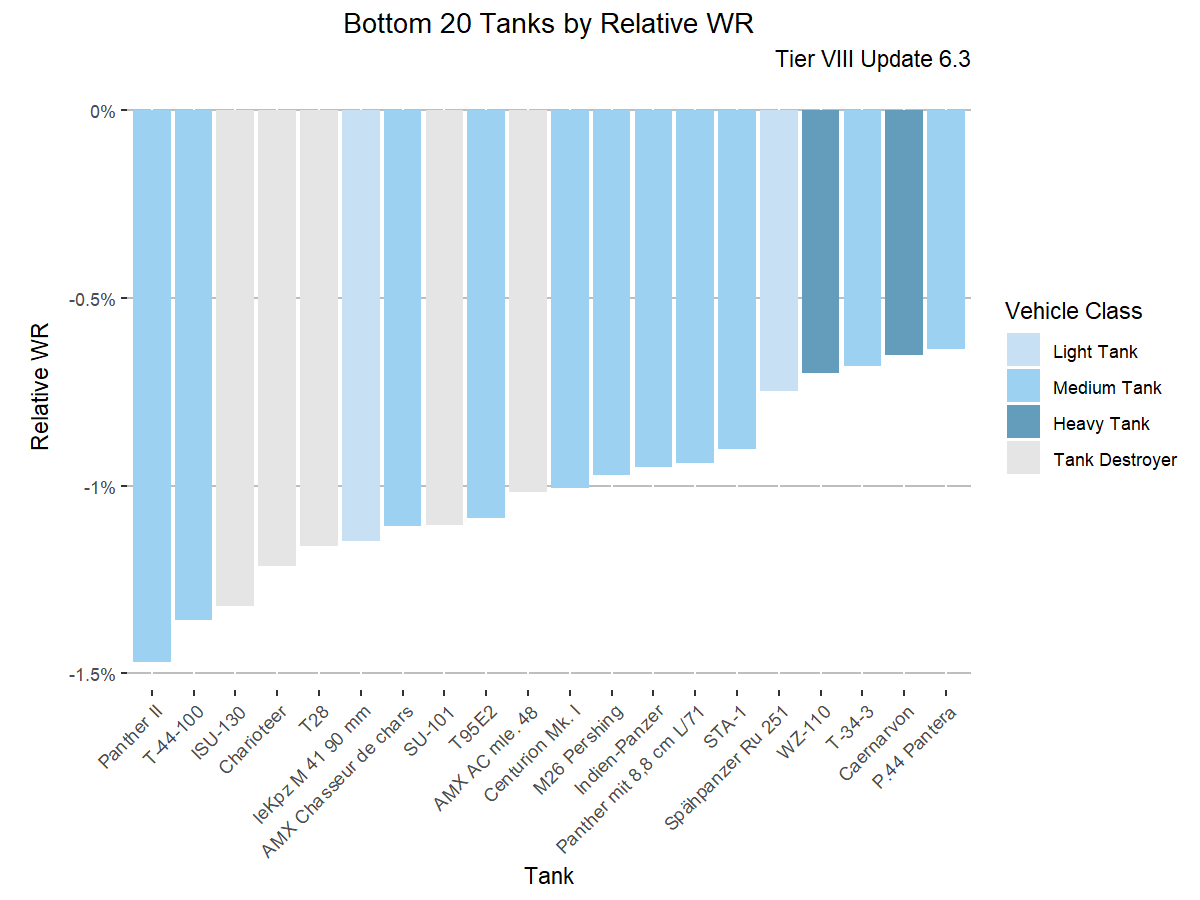 Bottom 20 Tanks by Relative WR
Tier VIII Update 6.3
0%
-0.5%
-1%
-1.5%
Relative WR
Panther II
T-44-100
ISU-130
Charioteer
T28
leKpz M 41 90 mm
AMX Chasseur de chars
SU-101
T95E2
AMX AC mle. 48
Centurion Mk. I
M26 Pershing
Indien-Panzer
Panther mit 8,8 cm L/71
STA-1
Spähpanzer Ru 251
WZ-110
T-34-3
Caernarvon
P.44 Pantera
Tank
Vehicle Class
Light Tank
Medium Tank
Heavy Tank
Tank Destroyer